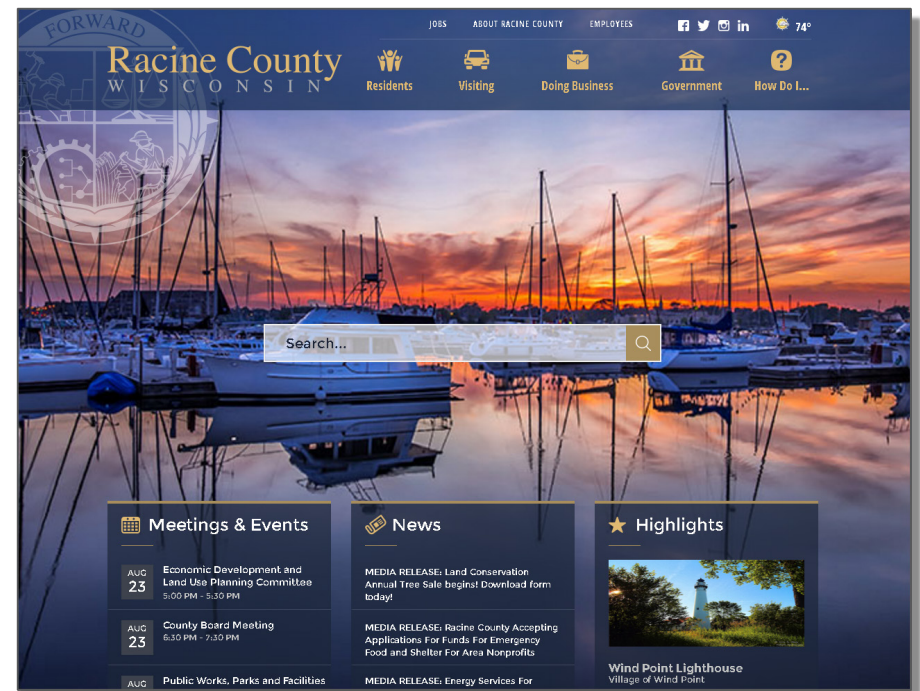 FORWARD
JOBS
ABOUT RACINE COUNTY
EMPLOYEES
74°
Racine County
WISCONSIN
Residents
Visiting
Doing Business
Government
How Do I...
Search...
Meetings & Events
AUG
23
Economic Development and
Land Use Planning Committee
5:00 PM - 5:30 PM
AUG
23
County Board Meeting
6:30 PM - 7:30 PM
AUG
Public Works, Parks and Facilities
News
MEDIA RELEASE: Land Conservation
Annual Tree Sale begins! Download form
today!
MEDIA RELEASE: Racine County Accepting
Applications For Funds For Emergency
Food and Shelter For Area Nonprofits
MEDIA RELEASE: Energy Services For
Highlights
Wind Point Lighthouse
Village of Wind Point